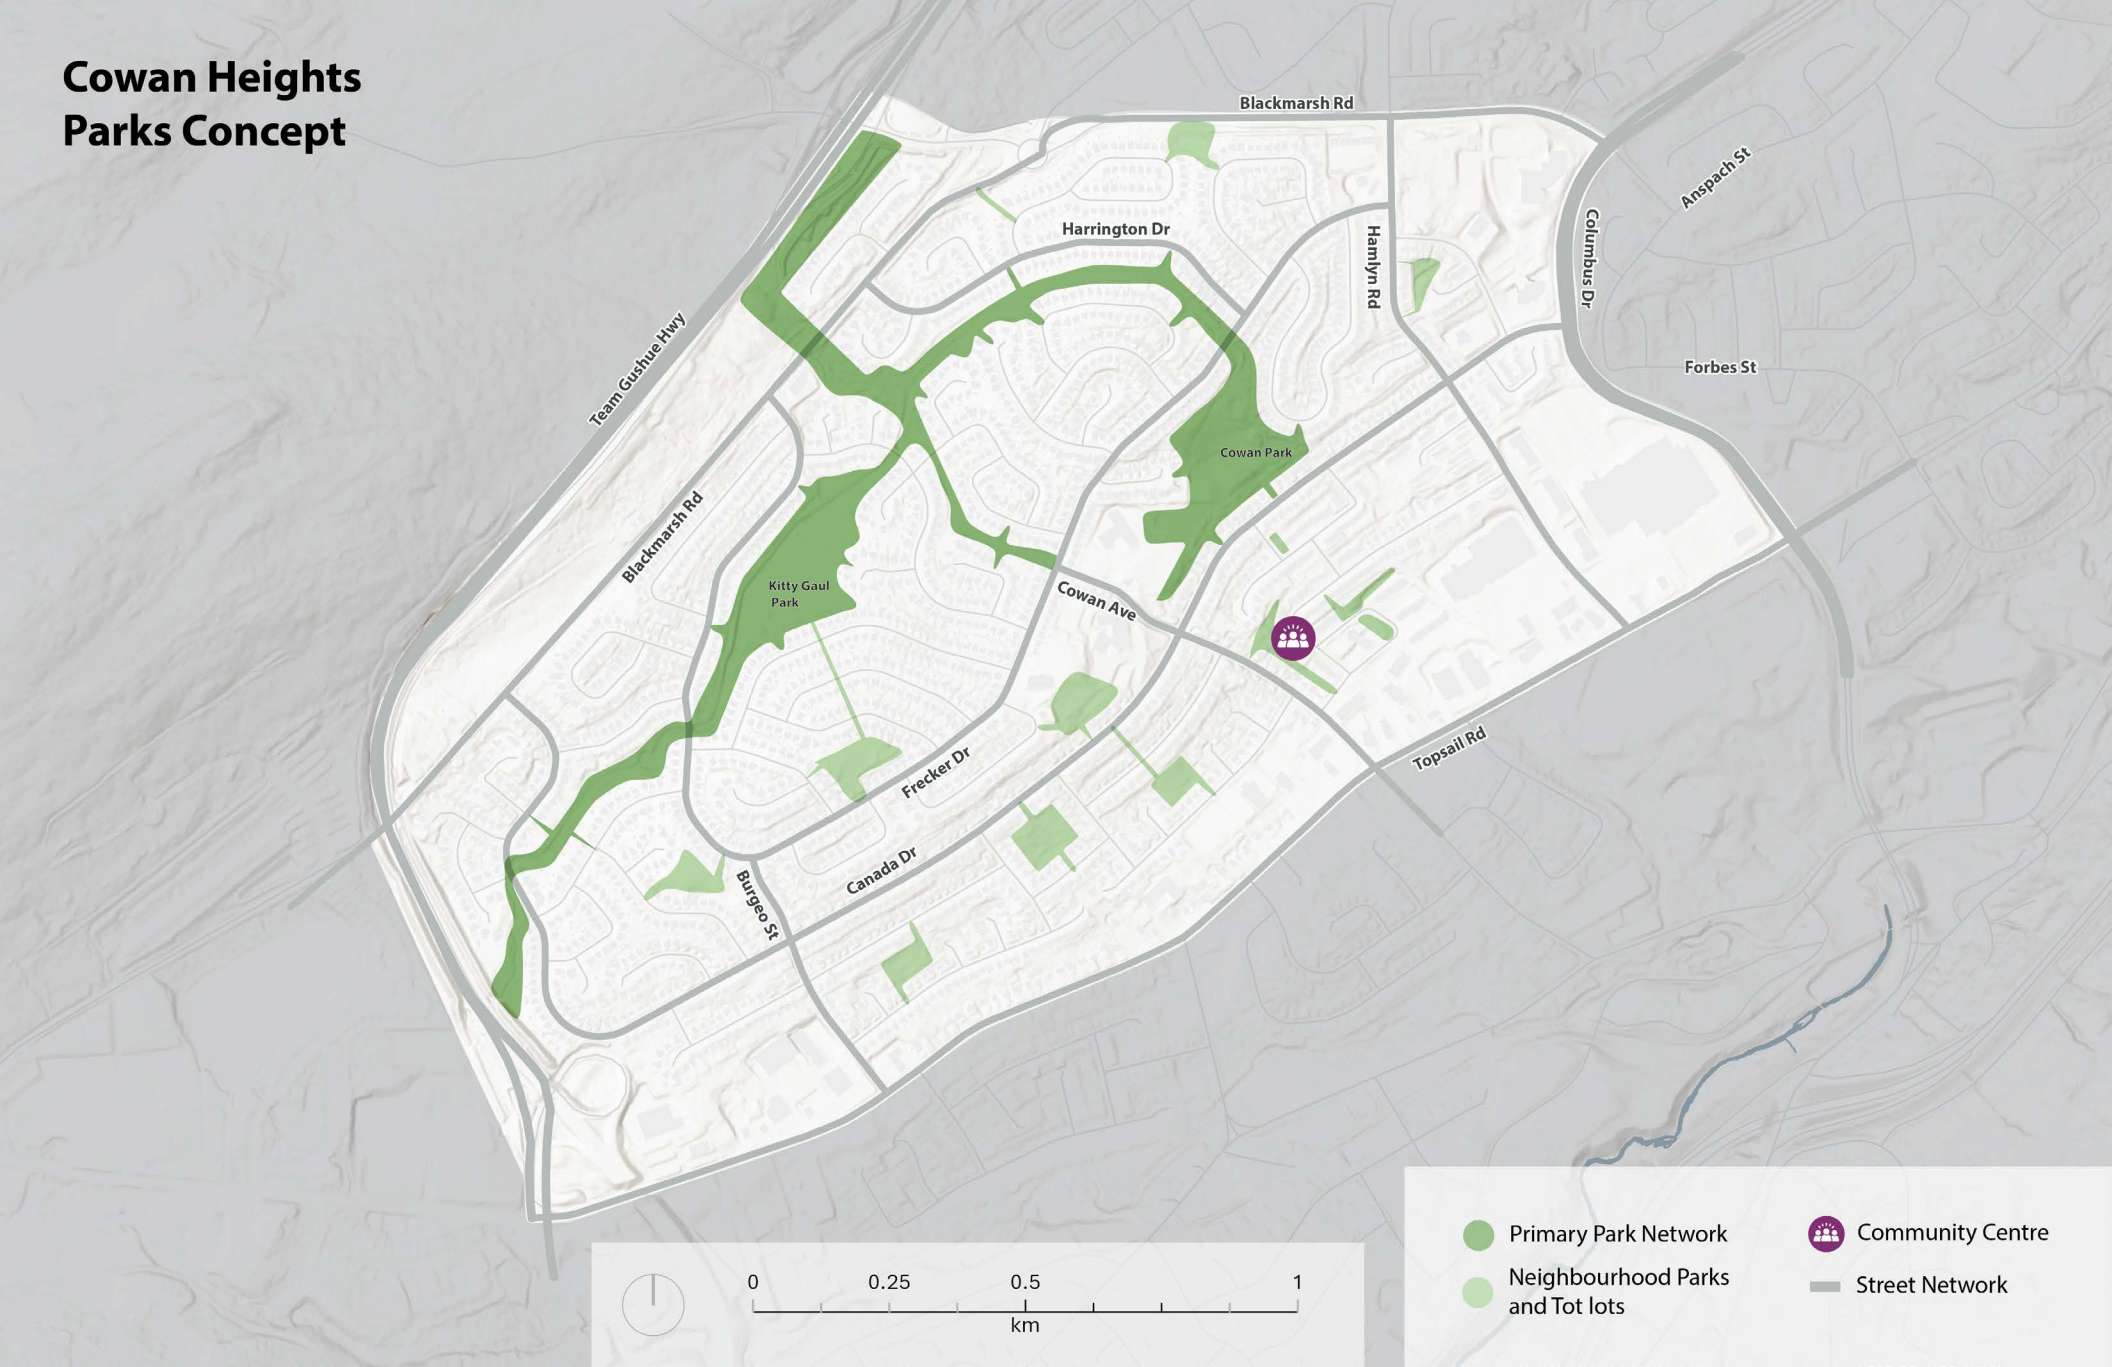 Cowan Heights
Parks Concept
Blackmarsh Rd
Anspach St
Harrington Dr
Hamlyn Rd
Columbus Dr
Team Gushue Hwy
Forbes St
Cowan Park
Blackmarsh Rd
Kitty Gaul
Park
Cowan Ave
Topsail Rd
Frecker Dr
Canada Dr
Burgeo St
0 0.25 0.5 1
km
Primary Park Network
Neighbourhood Parks
and Tot lots
Community Centre
Street Network